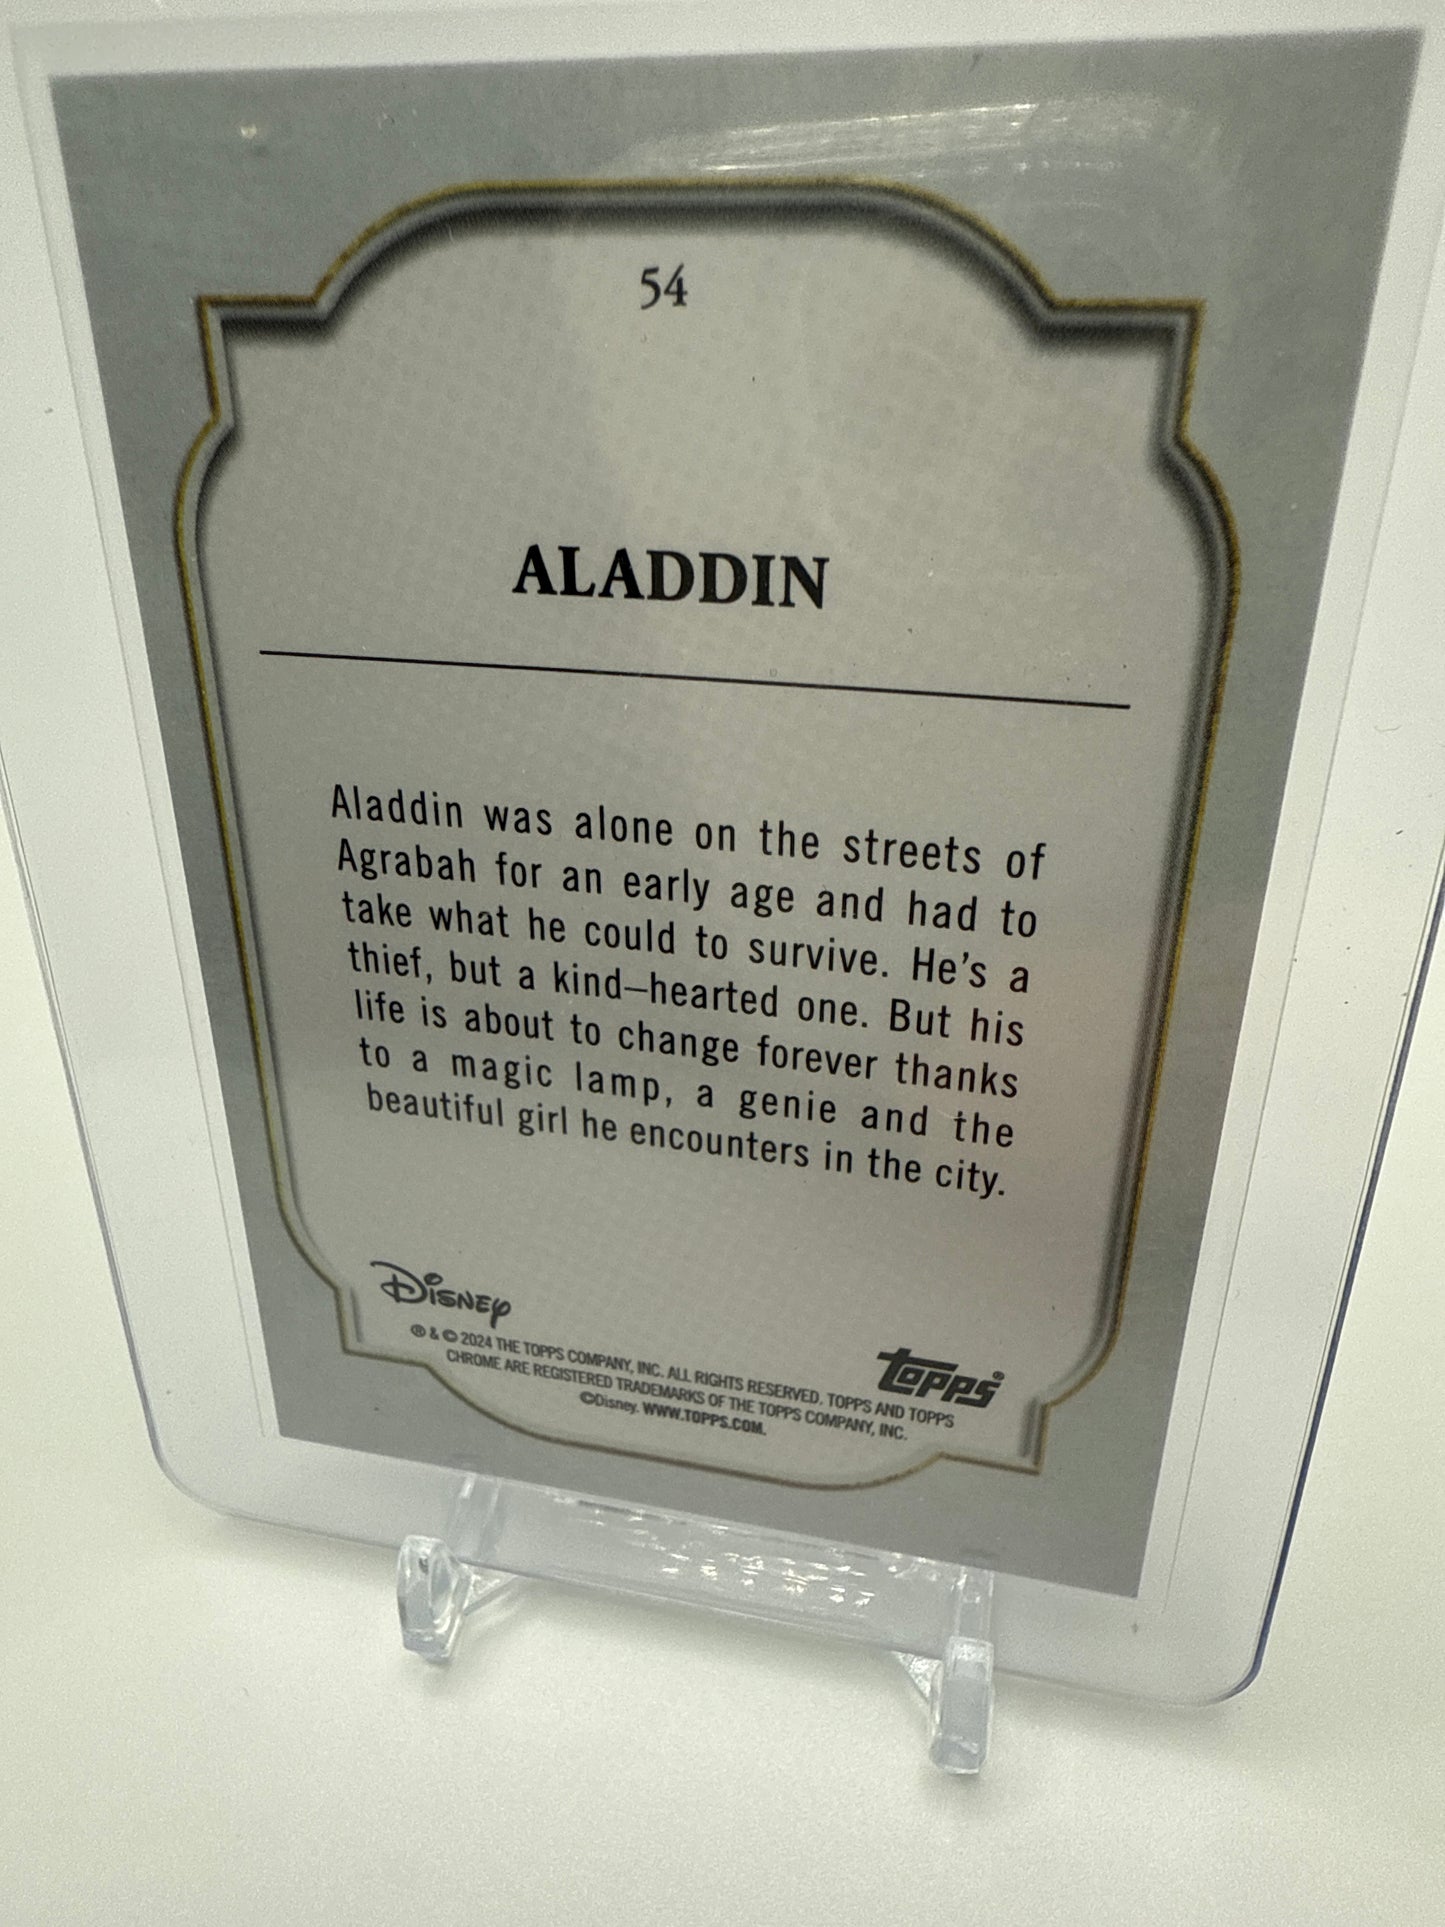 54
ALADDIN
Aladdin was alone on the streets of
Agrabah for an early age and had to
take what he could to survive. He's a
thief, but a kind–hearted one. But his
life is about to change forever thanks
to a magic lamp, a genie and the
beautiful girl he encounters in the city.
Disney
topps®
® & © 2024 THE TOPPS COMPANY, INC. ALL RIGHTS RESERVED. TOPPS AND TOPPS
CHROME ARE REGISTERED TRADEMARKS OF THE TOPPS COMPANY, INC.
©Disney. WWW.TOPPS.COM.